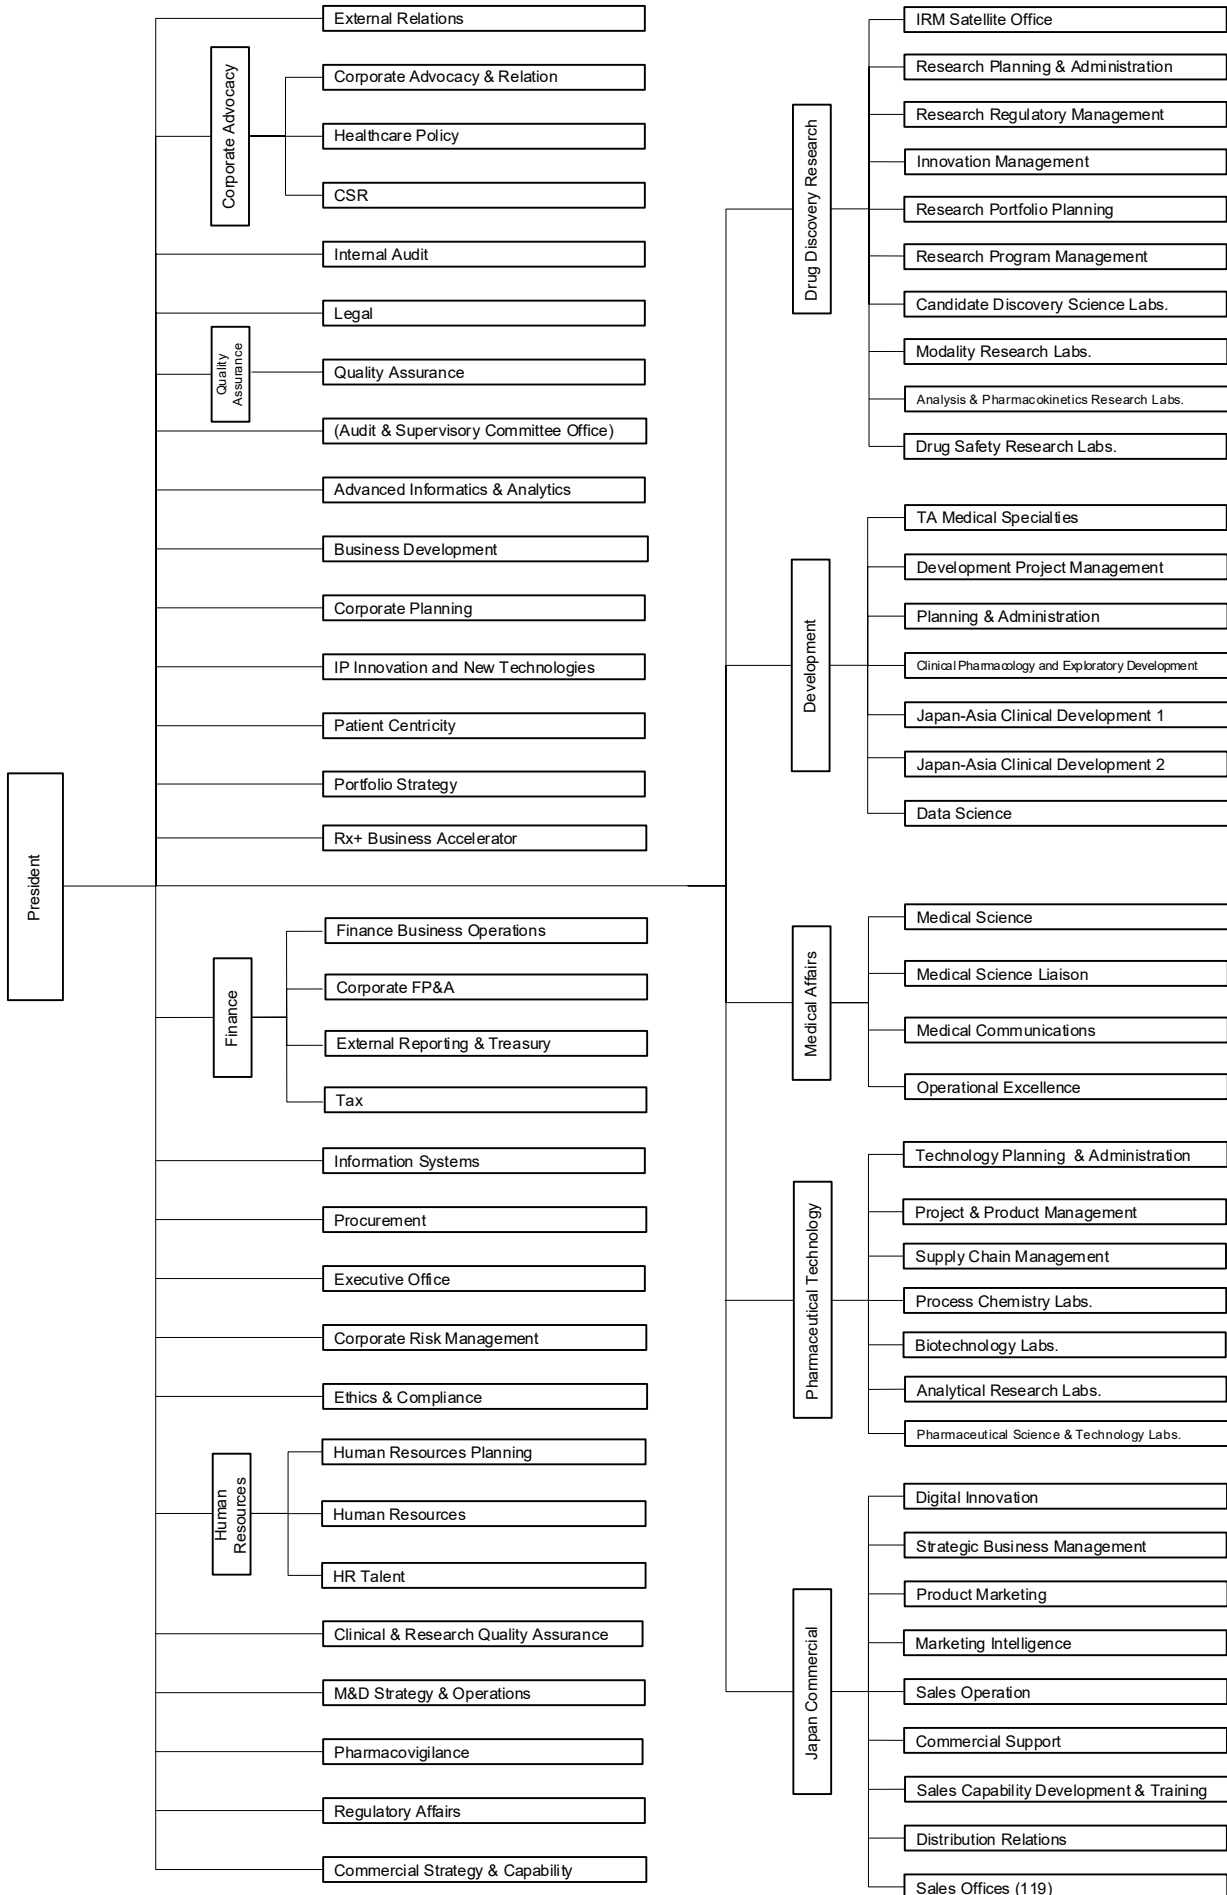 President
External Relations
Corporate Advocacy
Corporate Advocacy & Relation
Healthcare Policy
CSR
Internal Audit
Legal
Quality
Assurance
Quality Assurance
(Audit & Supervisory Committee Office)
Advanced Informatics & Analytics
Business Development
Corporate Planning
IP Innovation and New Technologies
Patient Centricity
Portfolio Strategy
Rx+ Business Accelerator
Finance
Finance Business Operations
Corporate FP&A
External Reporting & Treasury
Tax
Information Systems
Procurement
Executive Office
Corporate Risk Management
Ethics & Compliance
Human
Resources
Human Resources Planning
Human Resources
HR Talent
Clinical & Research Quality Assurance
M&D Strategy & Operations
Pharmacovigilance
Regulatory Affairs
Commercial Strategy & Capability
Drug Discovery Research
IRM Satellite Office
Research Planning & Administration
Research Regulatory Management
Innovation Management
Research Portfolio Planning
Research Program Management
Candidate Discovery Science Labs.
Modality Research Labs.
Analysis & Pharmacokinetics Research Labs.
Drug Safety Research Labs.
Development
TA Medical Specialties
Development Project Management
Planning & Administration
Clinical Pharmacology and Exploratory Development
Japan-Asia Clinical Development 1
Japan-Asia Clinical Development 2
Data Science
Medical Affairs
Medical Science
Medical Science Liaison
Medical Communications
Operational Excellence
Pharmaceutical Technology
Technology Planning & Administration
Project & Product Management
Supply Chain Management
Process Chemistry Labs.
Biotechnology Labs.
Analytical Research Labs.
Pharmaceutical Science & Technology Labs.
Japan Commercial
Digital Innovation
Strategic Business Management
Product Marketing
Marketing Intelligence
Sales Operation
Commercial Support
Sales Capability Development & Training
Distribution Relations
Sales Offices (119)